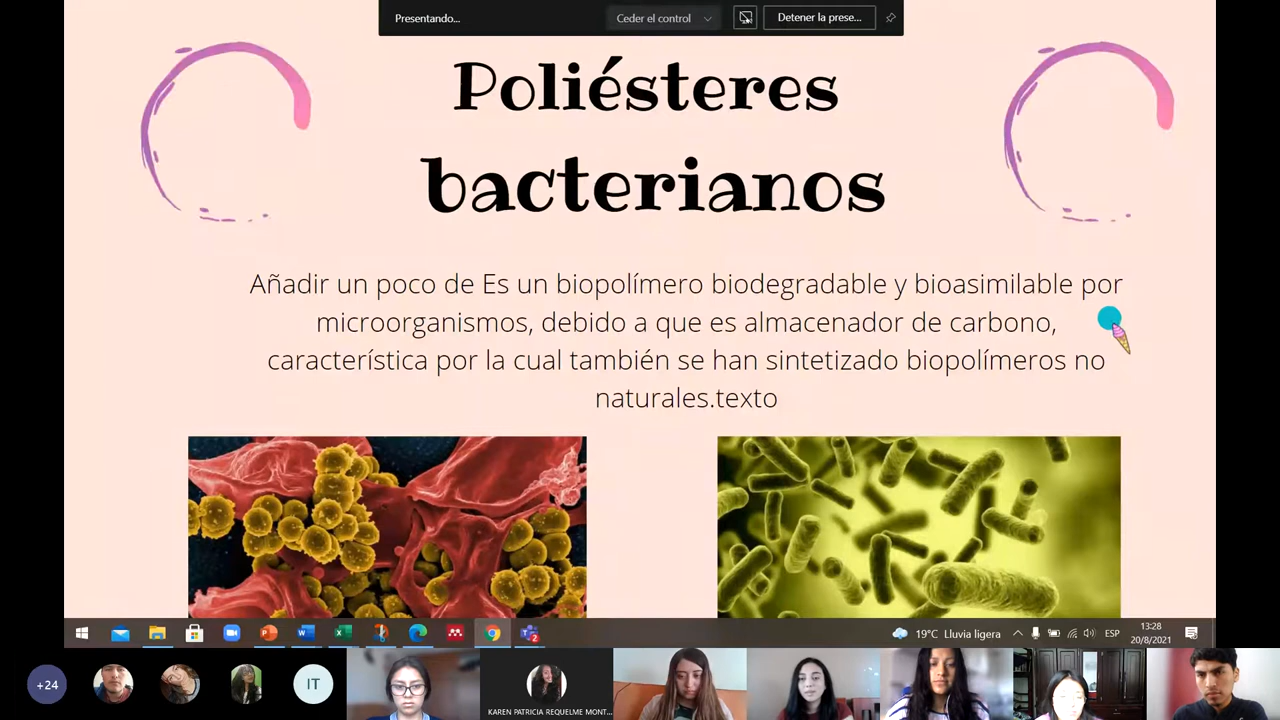 Presentando...
Ceder el control
Detener la prese...
Poliésteres
bacterianos
Añadir un poco de Es un biopolímero biodegradable y bioasimilable por
microorganismos, debido a que es almacenador de carbono,
característica por la cual también se han sintetizado biopolímeros no
naturales.texto
19°C Lluvia ligera
ESP
13:28
20/8/2021
+24
IT
KAREN PATRICIA REQUELME MONT...